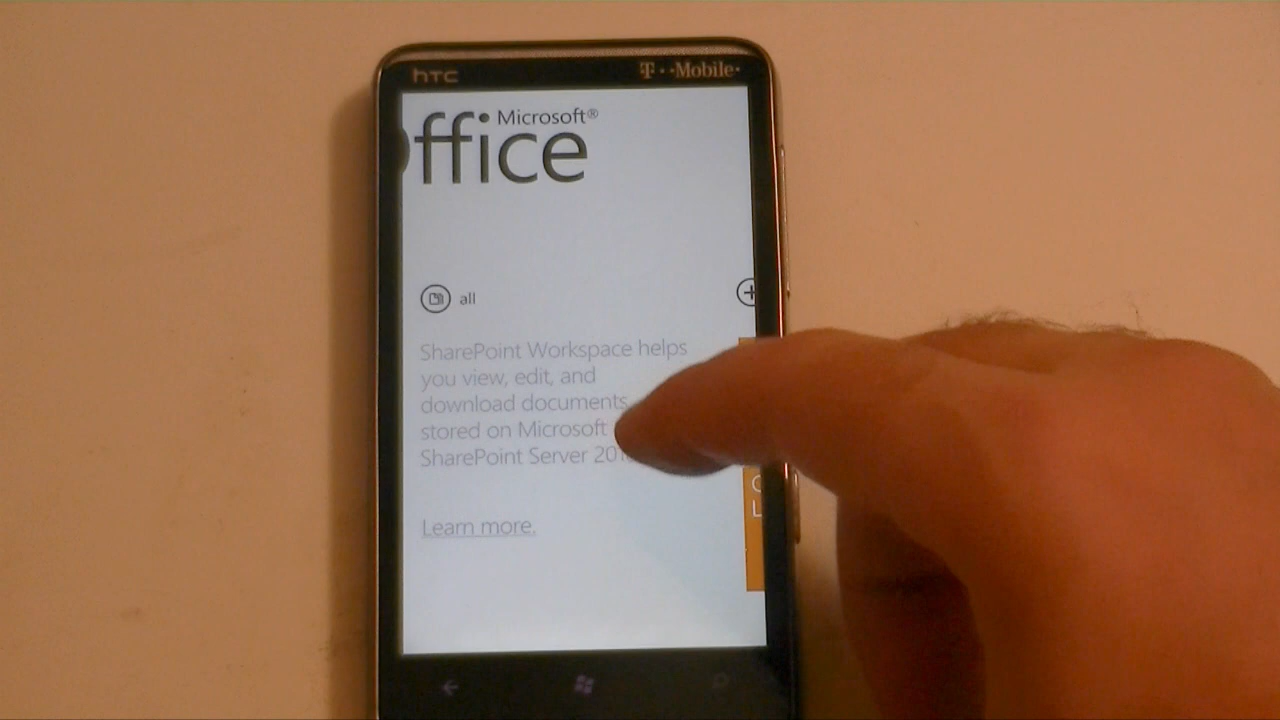 hTC
T··Mobile·
Microsoft®
ffice
all
SharePoint Workspace helps
you view, edit, and
download documents
stored on Microsoft
SharePoint Server
Learn more.